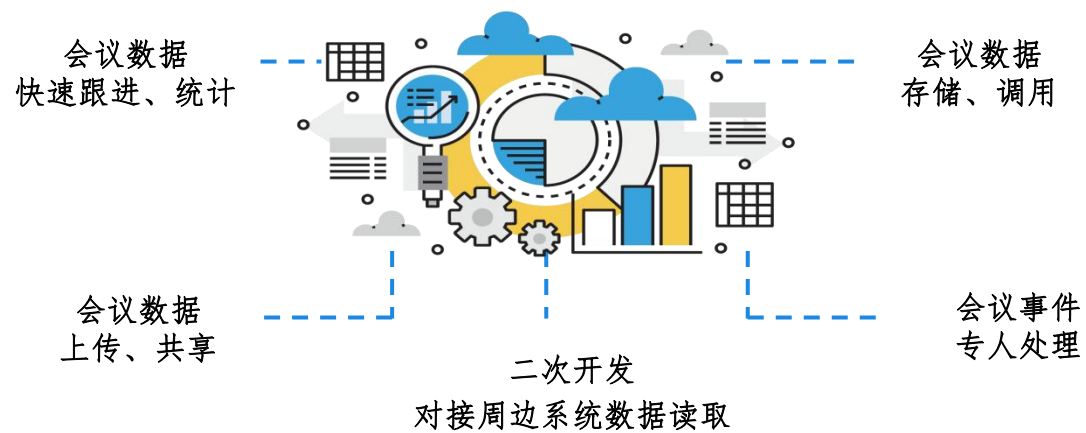 会议数据
快速跟进、统计
会议数据
存储、调用
会议数据
上传、共享
会议事件
专人处理
二次开发
对接周边系统数据读取